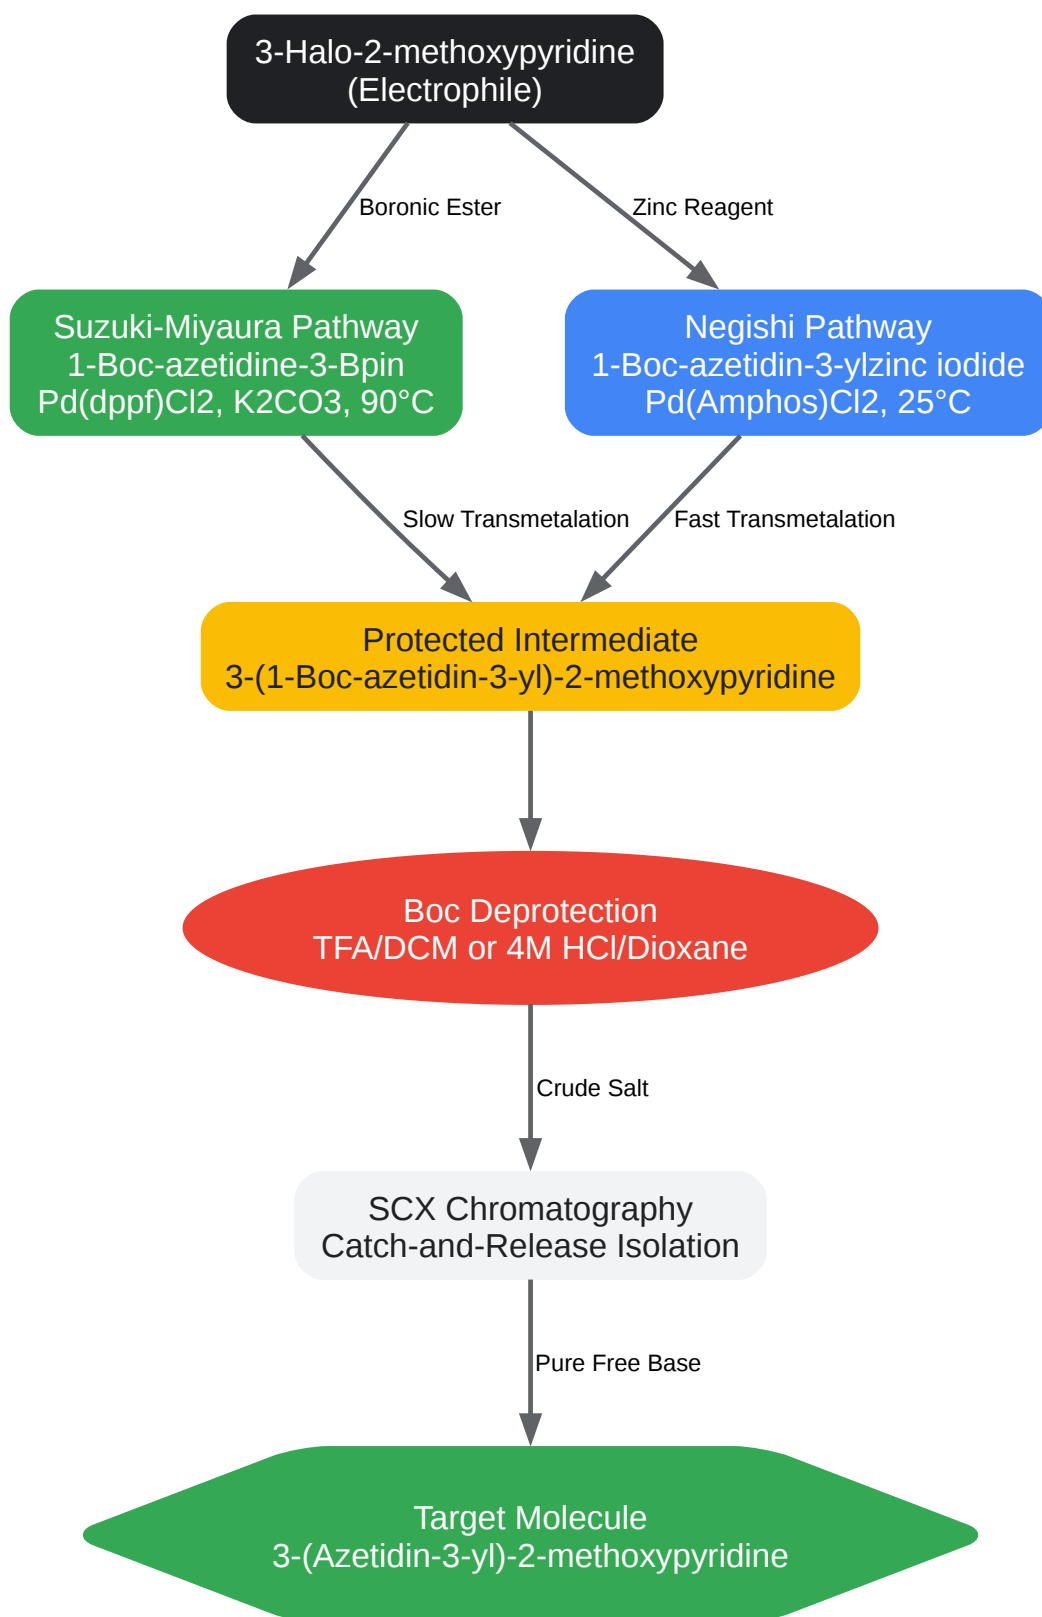 3-Halo-2-methoxypyridine
(Electrophile)
Boronic Ester
Zinc Reagent
Suzuki-Miyaura Pathway
1-Boc-azetidine-3-Bpin
Pd(dppf)Cl2, K2CO3, 90°C
Negishi Pathway
1-Boc-azetidin-3-ylzinc iodide
Pd(Amphos)Cl2, 25°C
Slow Transmetalation
Fast Transmetalation
Protected Intermediate
3-(1-Boc-azetidin-3-yl)-2-methoxypyridine
Boc Deprotection
TFA/DCM or 4M HCl/Dioxane
Crude Salt
SCX Chromatography
Catch-and-Release Isolation
Pure Free Base
Target Molecule
3-(Azetidin-3-yl)-2-methoxypyridine